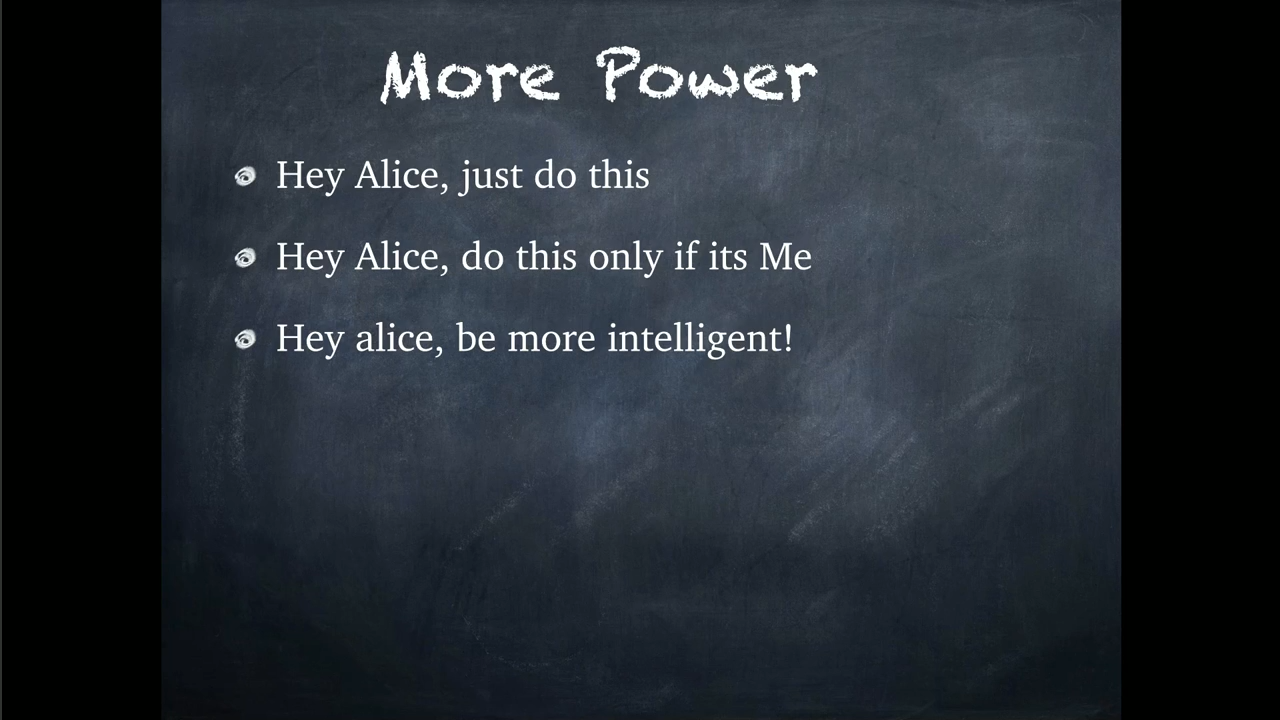 More Power
Hey Alice, just do this
Hey Alice, do this only if its Me
Hey alice, be more intelligent!